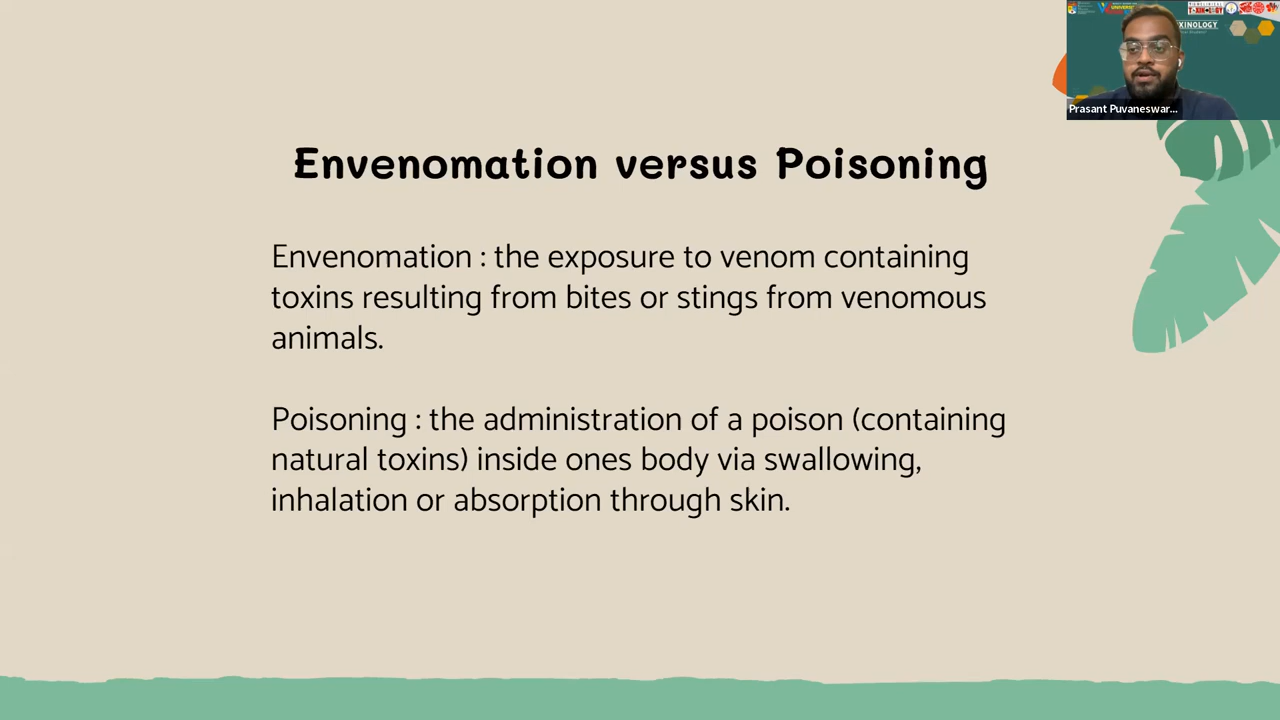 Envenomation versus Poisoning
Envenomation : the exposure to venom containing
toxins resulting from bites or stings from venomous
animals.
Poisoning : the administration of a poison (containing
natural toxins) inside ones body via swallowing,
inhalation or absorption through skin.
Prasant Puvaneswar...